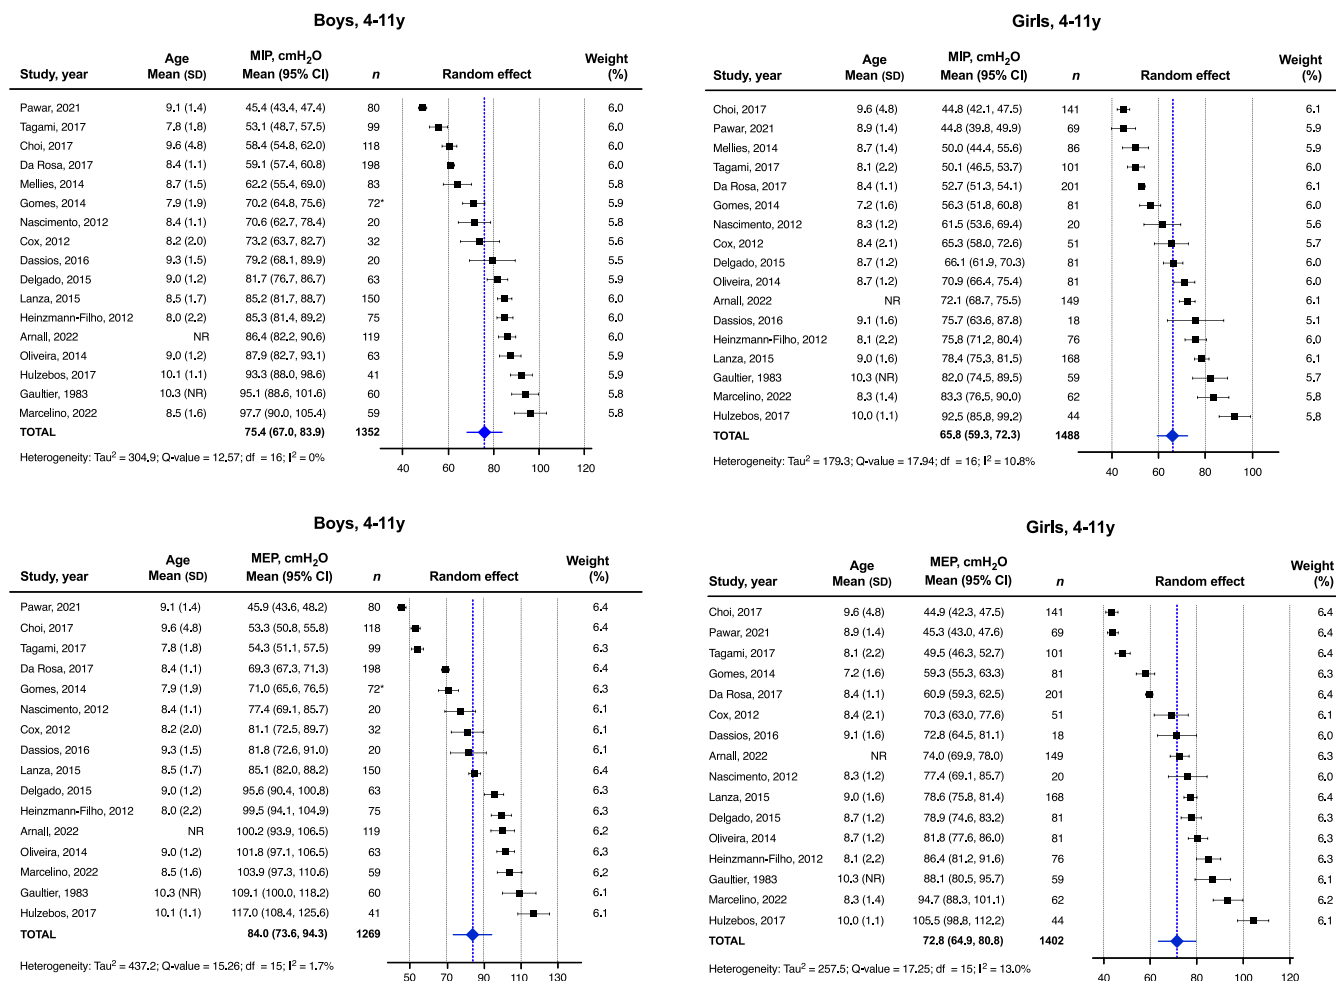 Boys, 4-11y
Age MIP, cmH2O Weight
Study, year Mean (SD) Mean (95% CI) n Random effect (%)
Pawar, 2021 9.1 (1.4) 45.4 (43.4, 47.4) 80 6.0
Tagami, 2017 7.8 (1.8) 53.1 (48.7, 57.5) 99 6.0
Choi, 2017 9.6 (4.8) 58.4 (54.8, 62.0) 118 6.0
Da Rosa, 2017 8.4 (1.1) 59.1 (57.4, 60.8) 198 6.0
Mellies, 2014 8.7 (1.5) 62.2 (55.4, 69.0) 83 5.8
Gomes, 2014 7.9 (1.9) 70.2 (64.8, 75.6) 72* 5.9
Nascimento, 2012 8.4 (1.1) 70.6 (62.7, 78.4) 20 5.8
Cox, 2012 8.2 (2.0) 73.2 (63.7, 82.7) 32 5.6
Dassios, 2016 9.3 (1.5) 79.2 (68.1, 89.9) 20 5.5
Delgado, 2015 9.0 (1.2) 81.7 (76.7, 86.7) 63 5.9
Lanza, 2015 8.5 (1.7) 85.2 (81.7, 88.7) 150 6.0
Heinzmann-Filho, 2012 8.0 (2.2) 85.3 (81.4, 89.2) 75 6.0
Arnall, 2022 NR 86.4 (82.2, 90.6) 119 6.0
Oliveira, 2014 9.0 (1.2) 87.9 (82.7, 93.1) 63 5.9
Hulzebos, 2017 10.1 (1.1) 93.3 (88.0, 98.6) 41 5.9
Gaultier, 1983 10.3 (NR) 95.1 (88.6, 101.6) 60 5.8
Marcelino, 2022 8.5 (1.6) 97.7 (90.0, 105.4) 59 5.8
TOTAL 75.4 (67.0, 83.9) 1352
Heterogeneity: Tau2 = 304.9; Q-value = 12.57; df = 16; I2 = 0%
40 60 80 100 120
Girls, 4-11y
Age MIP, cmH2O Weight
Study, year Mean (SD) Mean (95% CI) n Random effect (%)
Choi, 2017 9.6 (4.8) 44.8 (42.1, 47.5) 141 6.1
Pawar, 2021 8.9 (1.4) 44.8 (39.8, 49.9) 69 5.9
Mellies, 2014 8.7 (1.4) 50.0 (44.4, 55.6) 86 5.9
Tagami, 2017 8.1 (2.2) 50.1 (46.5, 53.7) 101 6.0
Da Rosa, 2017 8.4 (1.1) 52.7 (51.3, 54.1) 201 6.1
Gomes, 2014 7.2 (1.6) 56.3 (51.8, 60.8) 81 6.0
Nascimento, 2012 8.3 (1.2) 61.5 (53.6, 69.4) 20 5.6
Cox, 2012 8.4 (2.1) 65.3 (58.0, 72.6) 51 5.7
Delgado, 2015 8.7 (1.2) 66.1 (61.9, 70.3) 81 6.0
Oliveira, 2014 8.7 (1.2) 70.9 (66.4, 75.4) 81 6.0
Arnall, 2022 NR 72.1 (68.7, 75.5) 149 6.1
Dassios, 2016 9.1 (1.6) 75.7 (63.6, 87.8) 18 5.1
Heinzmann-Filho, 2012 8.1 (2.2) 75.8 (71.2, 80.4) 76 6.0
Lanza, 2015 9.0 (1.6) 78.4 (75.3, 81.5) 168 6.1
Gaultier, 1983 10.3 (NR) 82.0 (74.5, 89.5) 59 5.7
Marcelino, 2022 8.3 (1.4) 83.3 (76.5, 90.0) 62 5.8
Hulzebos, 2017 10.0 (1.1) 92.5 (85.8, 99.2) 44 5.8
TOTAL 65.8 (59.3, 72.3) 1488
Heterogeneity: Tau2 = 179.3; Q-value = 17.94; df = 16; I2 = 10.8%
40 60 80 100 120
Boys, 4-11y
Age MEP, cmH2O Weight
Study, year Mean (SD) Mean (95% CI) n Random effect (%)
Pawar, 2021 9.1 (1.4) 45.9 (43.6, 48.2) 80 6.4
Choi, 2017 9.6 (4.8) 53.3 (50.8, 55.8) 118 6.4
Tagami, 2017 7.8 (1.8) 54.3 (51.1, 57.5) 99 6.3
Da Rosa, 2017 8.4 (1.1) 69.3 (67.3, 71.3) 198 6.4
Gomes, 2014 7.9 (1.9) 71.0 (65.6, 76.5) 72* 6.3
Nascimento, 2012 8.4 (1.1) 77.4 (69.1, 85.7) 20 6.1
Cox, 2012 8.2 (2.0) 81.1 (72.5, 89.7) 32 6.1
Dassios, 2016 9.3 (1.5) 81.8 (72.6, 91.0) 20 6.1
Lanza, 2015 8.5 (1.7) 85.1 (82.0, 88.2) 150 6.4
Delgado, 2015 9.0 (1.2) 95.6 (90.4, 100.8) 63 6.3
Heinzmann-Filho, 2012 8.0 (2.2) 99.5 (94.1, 104.9) 75 6.3
Arnall, 2022 NR 100.2 (93.9, 106.5) 119 6.2
Oliveira, 2014 9.0 (1.2) 101.8 (97.1, 106.5) 63 6.3
Marcelino, 2022 8.5 (1.6) 103.9 (97.3, 110.6) 59 6.2
Gaultier, 1983 10.3 (NR) 109.1 (100.0, 118.2) 60 6.1
Hulzebos, 2017 10.1 (1.1) 117.0 (108.4, 125.6) 41 6.1
TOTAL 84.0 (73.6, 94.3) 1269
Heterogeneity: Tau2 = 437.2; Q-value = 15.26; df = 15; I2 = 1.7%
50 70 90 110 130
Girls, 4-11y
Age MEP, cmH2O Weight
Study, year Mean (SD) Mean (95% CI) n Random effect (%)
Choi, 2017 9.6 (4.8) 44.9 (42.3, 47.5) 141 6.4
Pawar, 2021 8.9 (1.4) 45.3 (43.0, 47.6) 69 6.4
Tagami, 2017 8.1 (2.2) 49.5 (46.3, 52.7) 101 6.4
Gomes, 2014 7.2 (1.6) 59.3 (55.3, 63.3) 81 6.3
Da Rosa, 2017 8.4 (1.1) 60.9 (59.3, 62.5) 201 6.4
Cox, 2012 8.4 (2.1) 70.3 (63.0, 77.6) 51 6.1
Dassios, 2016 9.1 (1.6) 72.8 (64.5, 81.1) 18 6.0
Arnall, 2022 NR 74.0 (69.9, 78.0) 149 6.3
Nascimento, 2012 8.3 (1.2) 77.4 (69.1, 85.7) 20 6.0
Lanza, 2015 9.0 (1.6) 78.6 (75.8, 81.4) 168 6.4
Delgado, 2015 8.7 (1.2) 78.9 (74.6, 83.2) 81 6.3
Oliveira, 2014 8.7 (1.2) 81.8 (77.6, 86.0) 81 6.3
Heinzmann-Filho, 2012 8.1 (2.2) 86.4 (81.2, 91.6) 76 6.3
Gaultier, 1983 10.3 (NR) 88.1 (80.5, 95.7) 59 6.1
Marcelino, 2022 8.3 (1.4) 94.7 (88.3, 101.1) 62 6.2
Hulzebos, 2017 10.0 (1.1) 105.5 (98.8, 112.2) 44 6.1
TOTAL 72.8 (64.9, 80.8) 1402
Heterogeneity: Tau2 = 257.5; Q-value = 17.25; df = 15; I2 = 13.0%
40 60 80 100 120